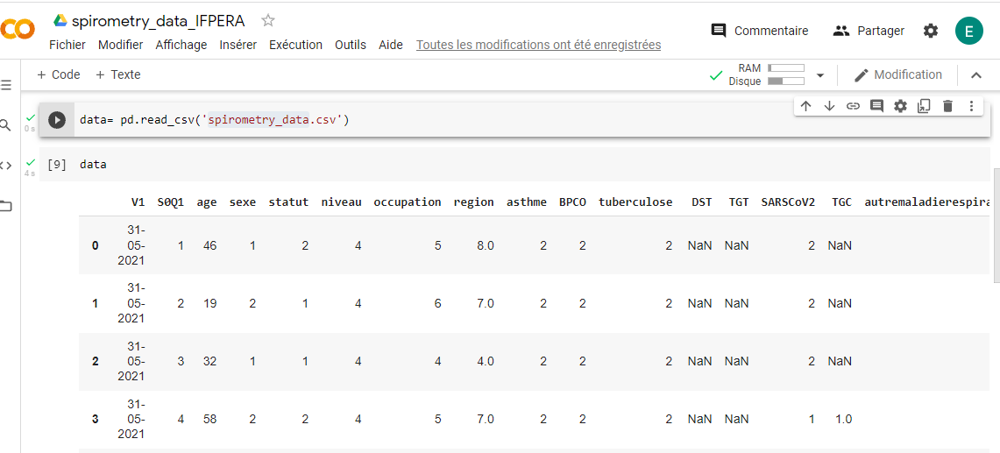 spirometry_data_IFPERA
Fichier Modifier Affichage Insérer Exécution Outils Aide Toutes les modifications ont été enregistrées
Commentaire Partager E
+ Code + Texte
RAM
Disque
Modification
data= pd.read_csv('spirometry_data.csv')
0 s
[9] data
4 s
V1 S0Q1 age sexe statut niveau occupation region asthme BPCO tuberculose DST TGT SARSCoV2 TGC autremaladierespira
31-
0 05- 1 46 1 2 4 5 8.0 2 2 2 NaN NaN 2 NaN
2021
31-
1 05- 2 19 2 1 4 6 7.0 2 2 2 NaN NaN 2 NaN
2021
31-
2 05- 3 32 1 1 4 4 4.0 2 2 2 NaN NaN 2 NaN
2021
31-
3 05- 4 58 2 2 4 5 7.0 2 2 2 NaN NaN 1 1.0
2021